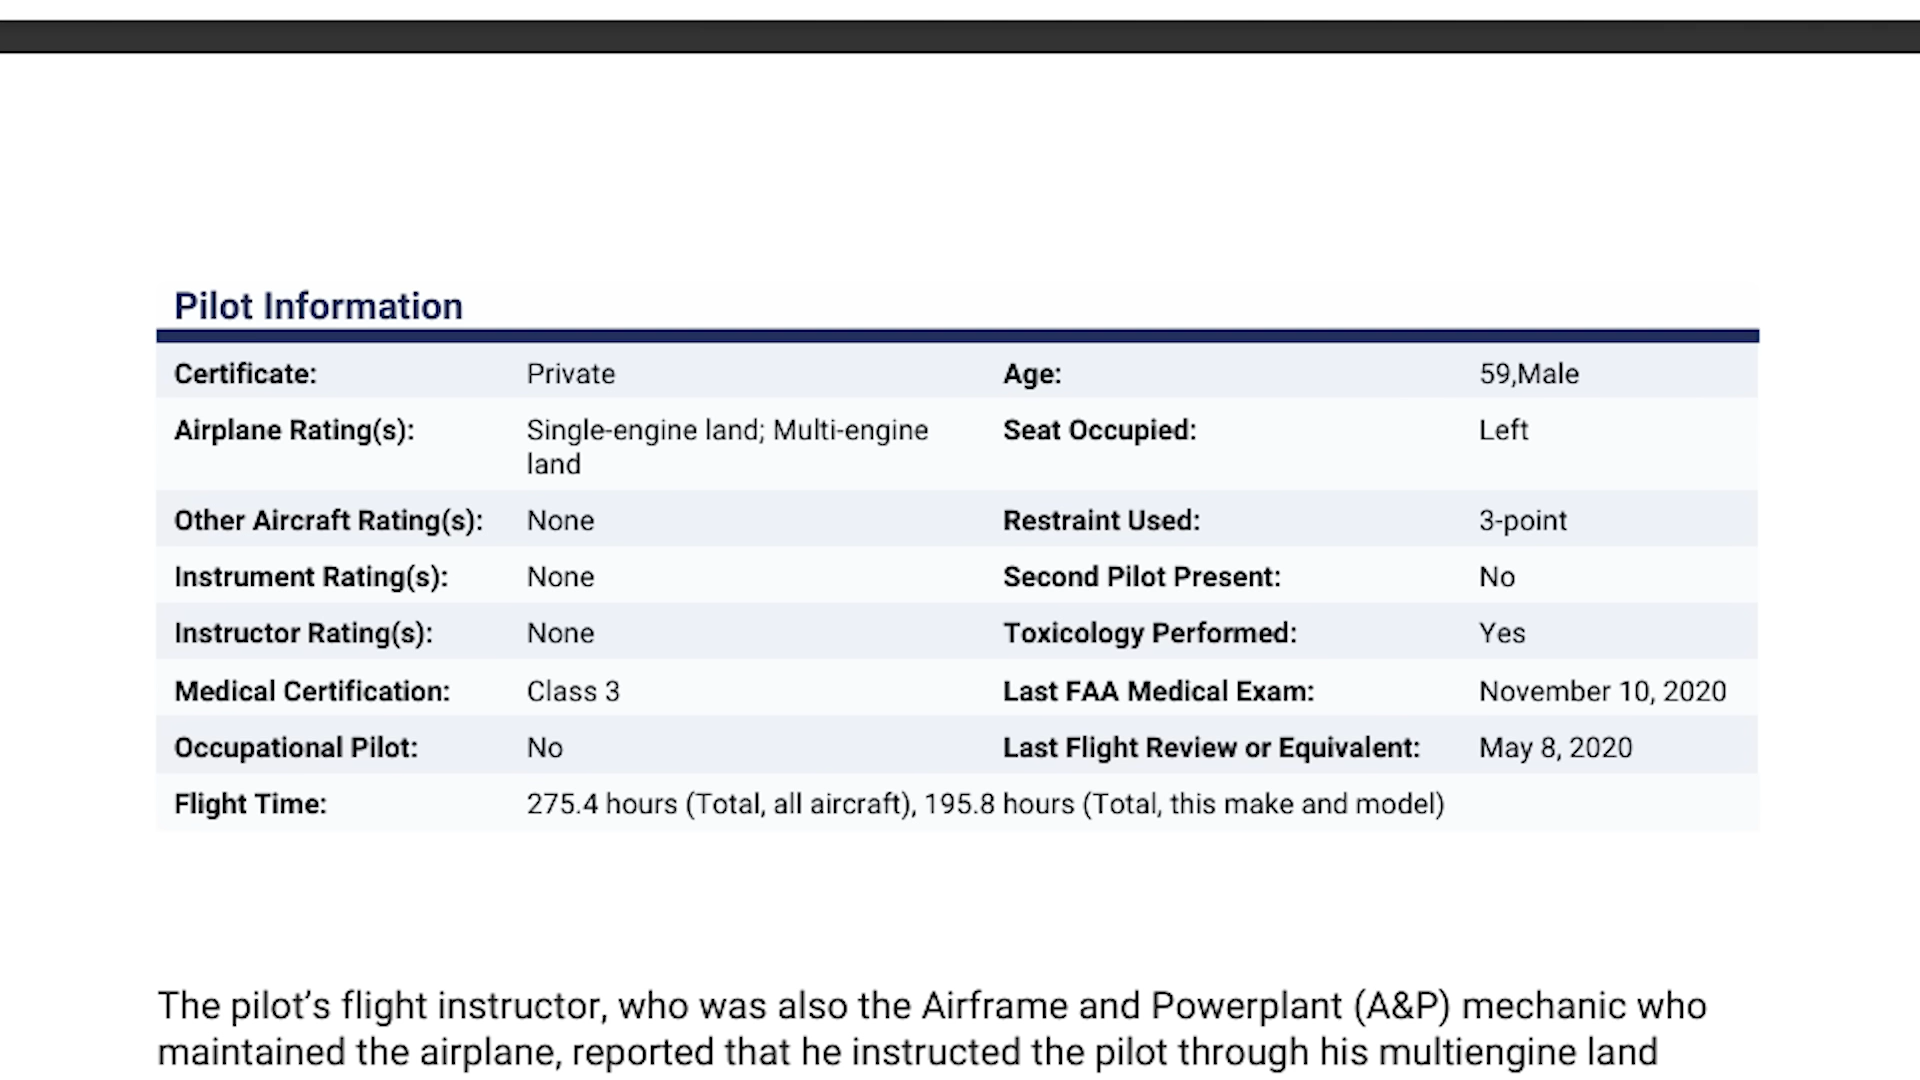 Pilot Information
Certificate: Private Age: 59,Male
Airplane Rating(s): Single-engine land; Multi-engine Seat Occupied: Left
land
Other Aircraft Rating(s): None Restraint Used: 3-point
Instrument Rating(s): None Second Pilot Present: No
Instructor Rating(s): None Toxicology Performed: Yes
Medical Certification: Class 3 Last FAA Medical Exam: November 10, 2020
Occupational Pilot: No Last Flight Review or Equivalent: May 8, 2020
Flight Time: 275.4 hours (Total, all aircraft), 195.8 hours (Total, this make and model)
The pilot’s flight instructor, who was also the Airframe and Powerplant (A&P) mechanic who
maintained the airplane, reported that he instructed the pilot through his multiengine land